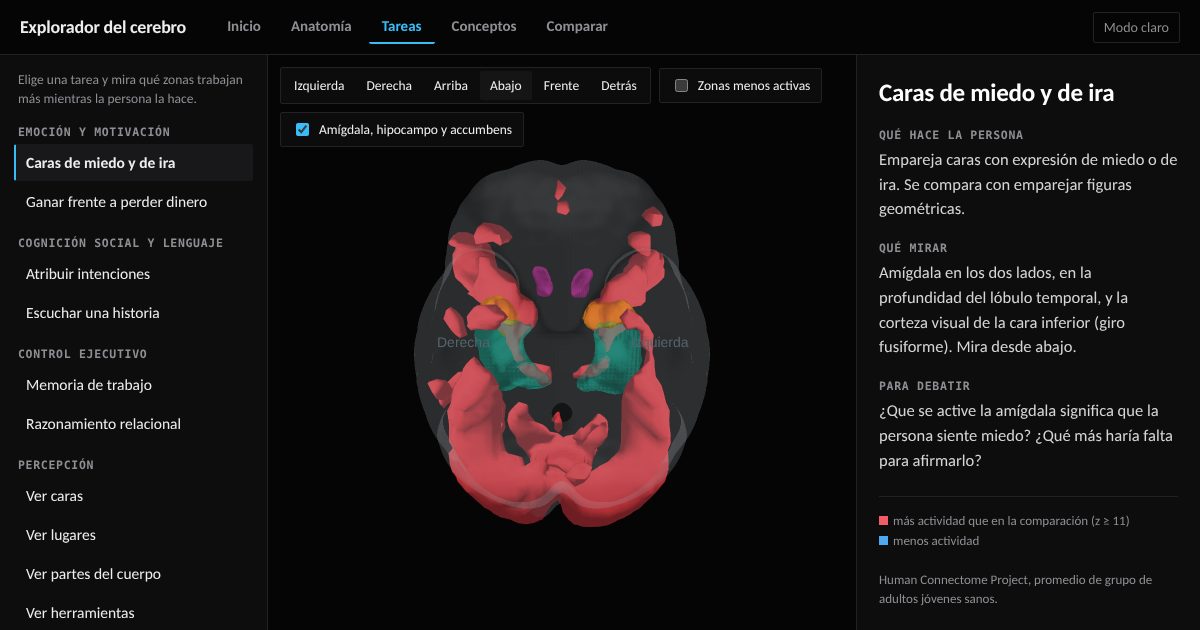 Explorador del cerebro
Inicio
Anatomía
Tareas
Conceptos
Comparar
Modo claro
Elige una tarea y mira qué zonas trabajan
más mientras la persona la hace.
EMOCIÓN Y MOTIVACIÓN
Caras de miedo y de ira
Ganar frente a perder dinero
COGNICIÓN SOCIAL Y LENGUAJE
Atribuir intenciones
Escuchar una historia
CONTROL EJECUTIVO
Memoria de trabajo
Razonamiento relacional
PERCEPCIÓN
Ver caras
Ver lugares
Ver partes del cuerpo
Ver herramientas
Izquierda
Derecha
Arriba
Abajo
Frente
Detrás
Zonas menos activas
Amígdala, hipocampo y accumbens
Derecha
Caras de miedo y de ira
QUÉ HACE LA PERSONA
Empareja caras con expresión de miedo o de
ira. Se compara con emparejar figuras
geométricas.
QUÉ MIRAR
Amígdala en los dos lados, en la
profundidad del lóbulo temporal, y la
corteza visual de la cara inferior (giro
fusiforme). Mira desde abajo.
PARA DEBATIR
¿Que se active la amígdala significa que la
persona siente miedo? ¿Qué más haría falta
para afirmarlo?
más actividad que en la comparación (z ≥ 11)
menos actividad
Human Connectome Project, promedio de grupo de
adultos jóvenes sanos.